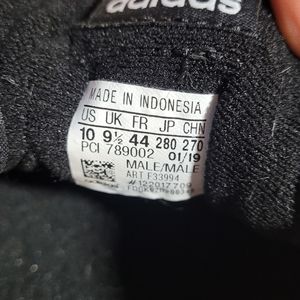 adidas
MADE IN INDONESIA
US UK FR JP CHN
10 9½ 44 280 270
PCI 789002 01/19
MALE/MALE
ART F33994
#122017709